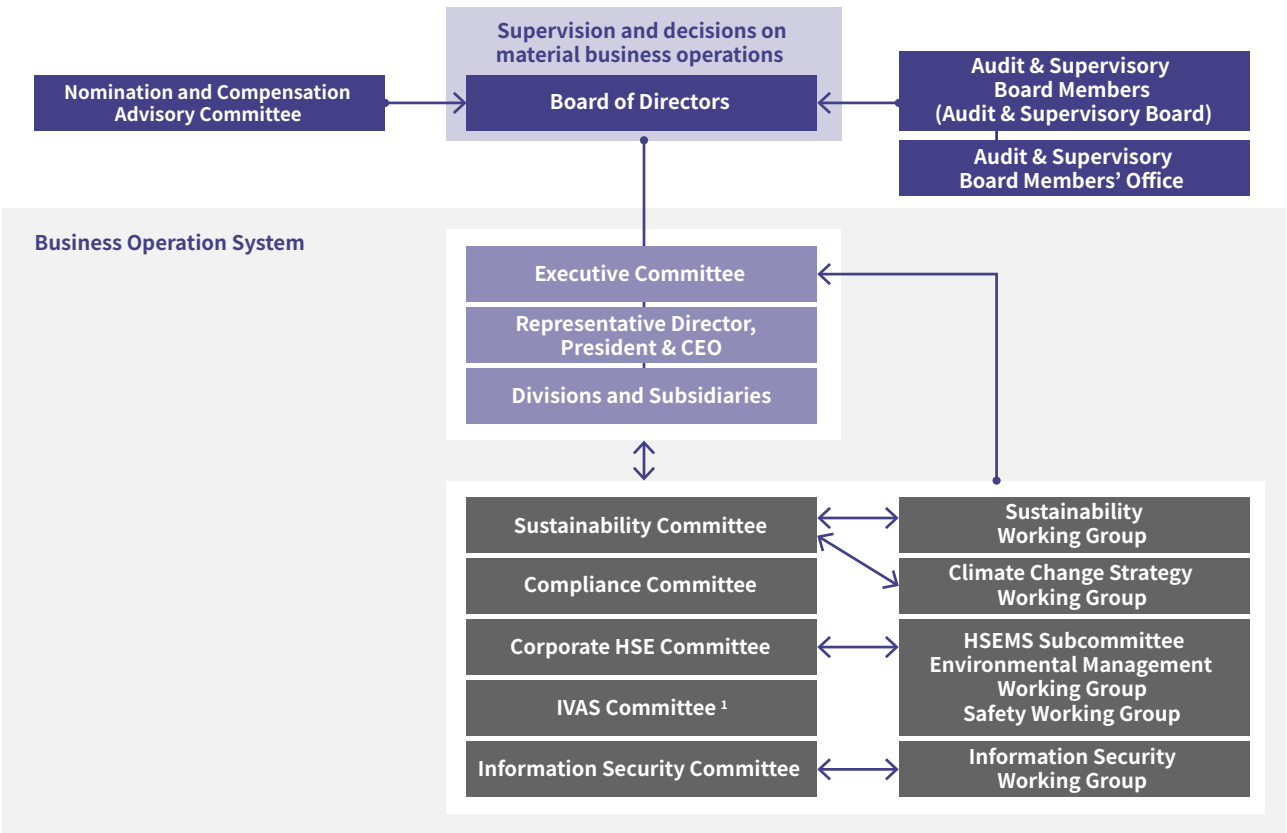 Supervision and decisions on
material business operations
Nomination and Compensation
Advisory Committee
Board of Directors
Audit & Supervisory
Board Members
(Audit & Supervisory Board)
Audit & Supervisory
Board Members’ Office
Business Operation System
Executive Committee
Representative Director,
President & CEO
Divisions and Subsidiaries
Sustainability Committee
Sustainability
Working Group
Compliance Committee
Climate Change Strategy
Working Group
Corporate HSE Committee
HSEMS Subcommittee
Environmental Management
Working Group
Safety Working Group
IVAS Committee ¹
Information Security Committee
Information Security
Working Group